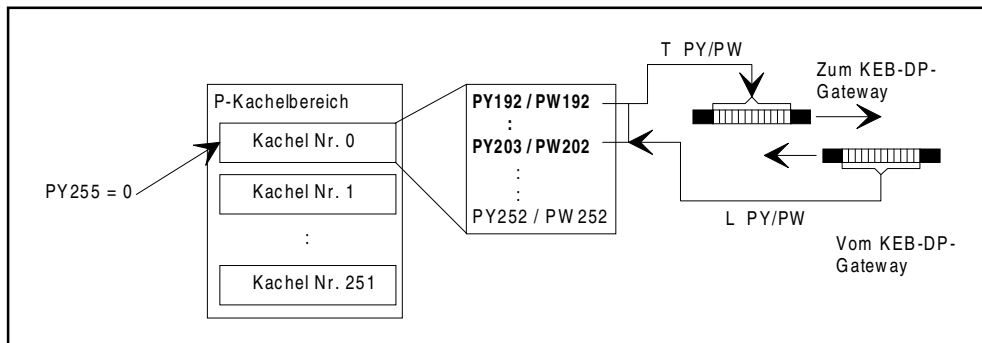 T PY/PW
Zum KEB-DP-
Gateway
P-Kachelbereich
PY192 / PW192
:
Kachel Nr. 0
PY203 / PW202
:
:
PY252 / PW 252
PY255 = 0
Kachel Nr. 1
:
Kachel Nr. 251
L PY/PW
Vom KEB-DP-
Gateway